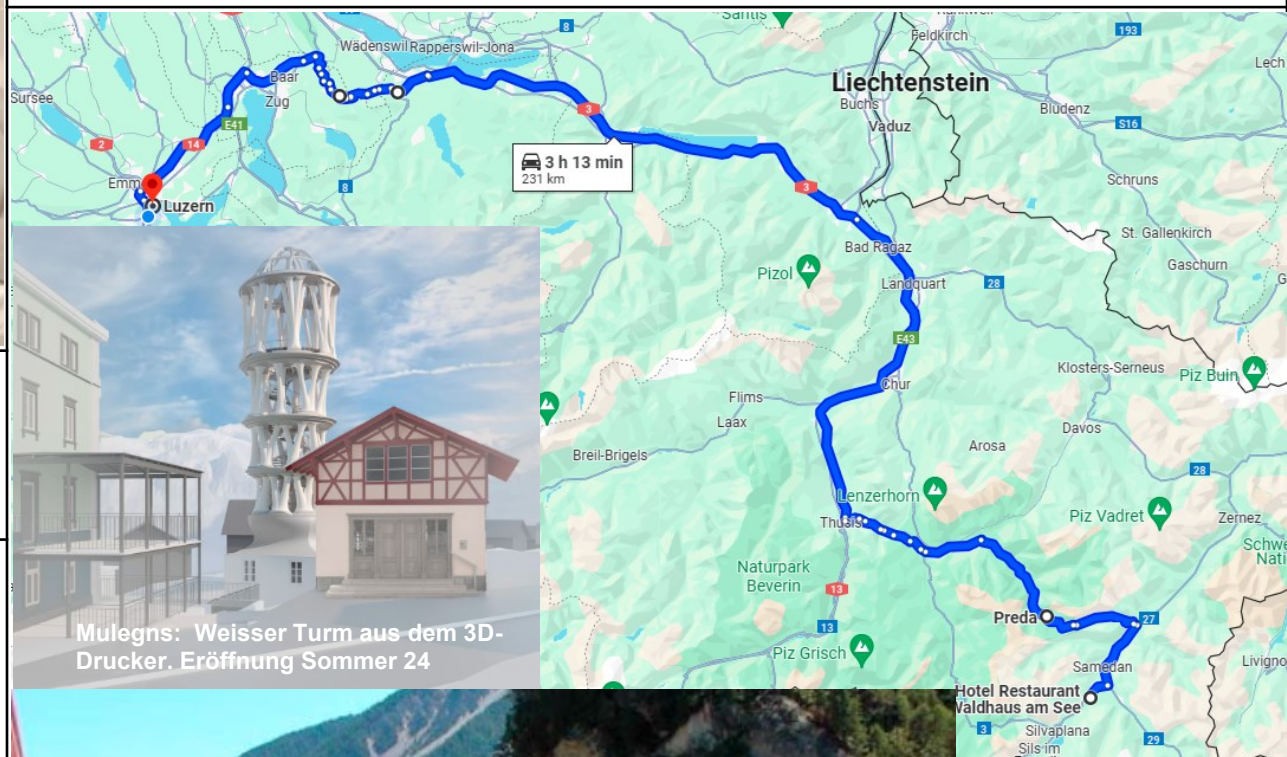 Säntis
Rankweil
8
Feldkirch
193
Wädenswil
Rapperswil-Jona
Lech
Baar
Zug
Liechtenstein
Sursee
Buchs
Bludenz
S16
3
Vaduz
E41
2
14
3 h 13 min
231 km
Emm
8
3
Schruns
Luzern
St. Gallenkirch
Bad Ragaz
Gaschurn
Pizol
Landquart
28
E43
Klosters-Serneus
Piz Buin
Chur
Flims
Laax
Davos
Arosa
Breil-Brigels
28
Lenzerhorn
Thusis
Piz Vadret
Zernez
Schwe
Nati
Naturpark
Beverin
13
Preda
27
13
Piz Grisch
Samedan
Livigno
Hotel Restaurant
Waldhaus am See
3
Silvaplana
29
Sils im
Mulegns: Weisser Turm aus dem 3D-
Drucker. Eröffnung Sommer 24